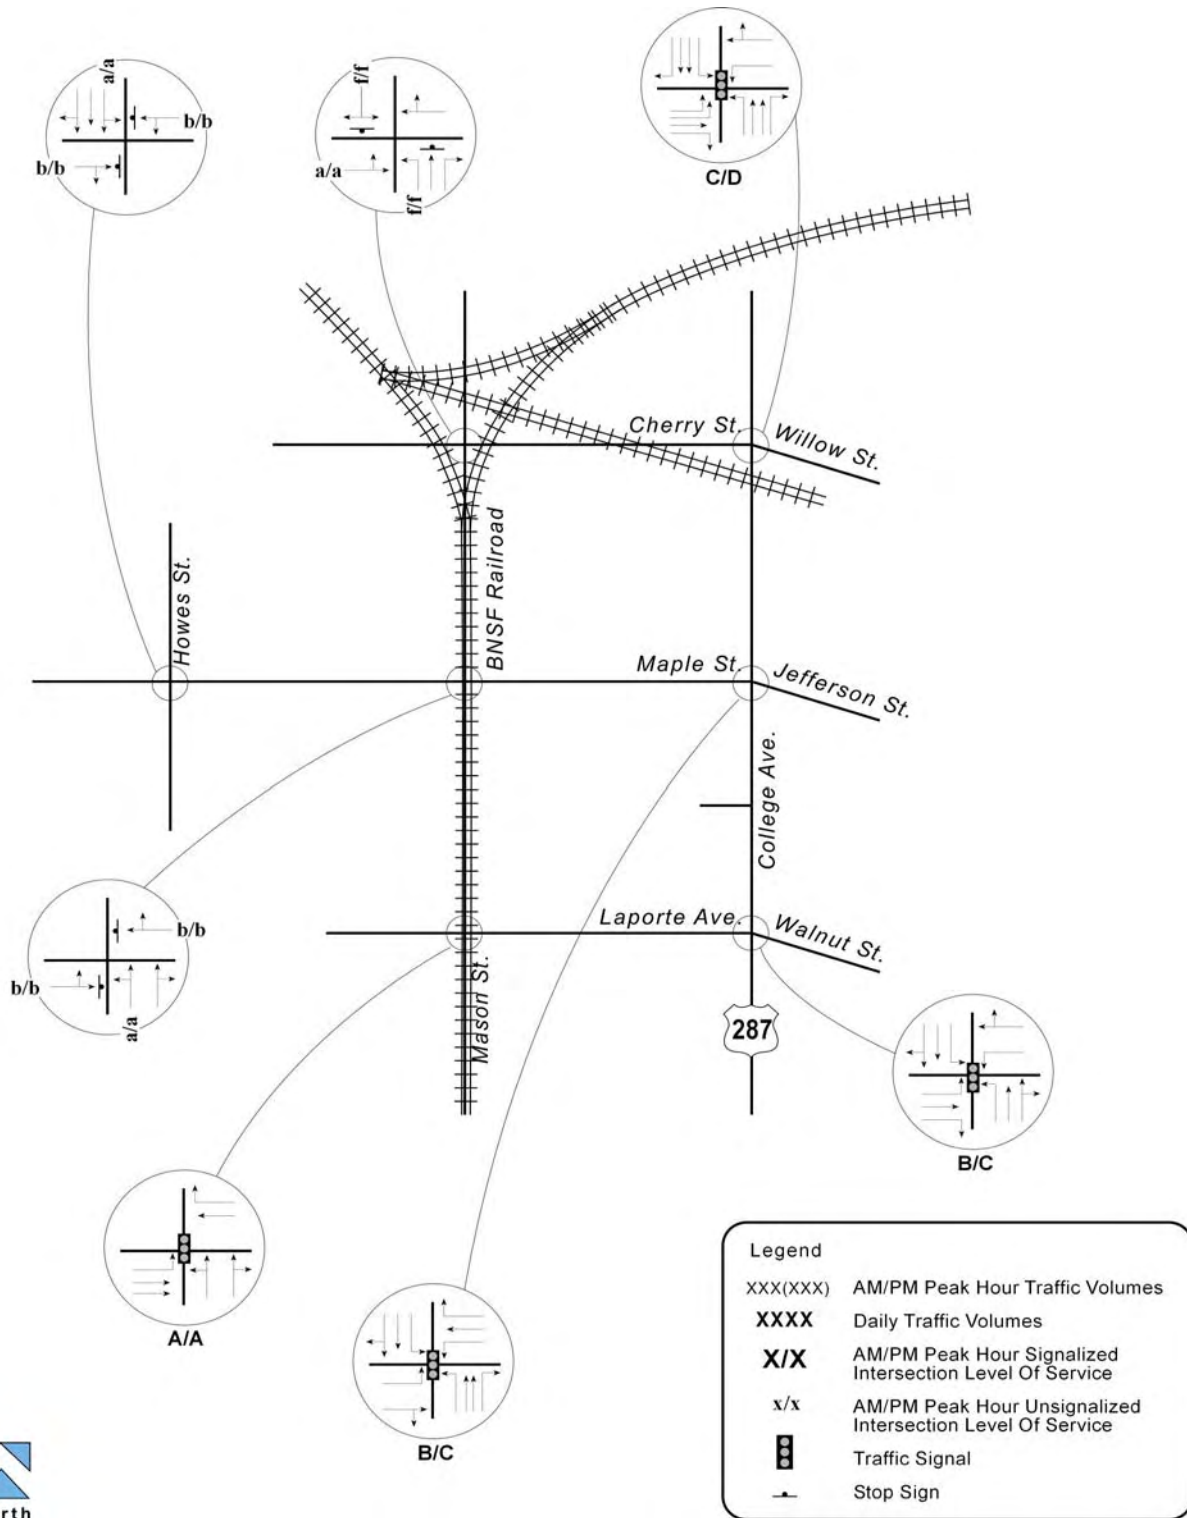 a/a
b/b
b/b
f/f
a/a
f/f
C/D
Cherry St.
Willow St.
Howes St.
BNSF Railroad
Maple St.
Jefferson St.
College Ave.
b/b
b/b
a/a
Laporte Ave.
Walnut St.
Mason St.
287
B/C
A/A
B/C
Legend
XXX(XXX) AM/PM Peak Hour Traffic Volumes
XXXX Daily Traffic Volumes
X/X AM/PM Peak Hour Signalized
Intersection Level Of Service
x/x AM/PM Peak Hour Unsignalized
Intersection Level Of Service
Traffic Signal
Stop Sign
rth